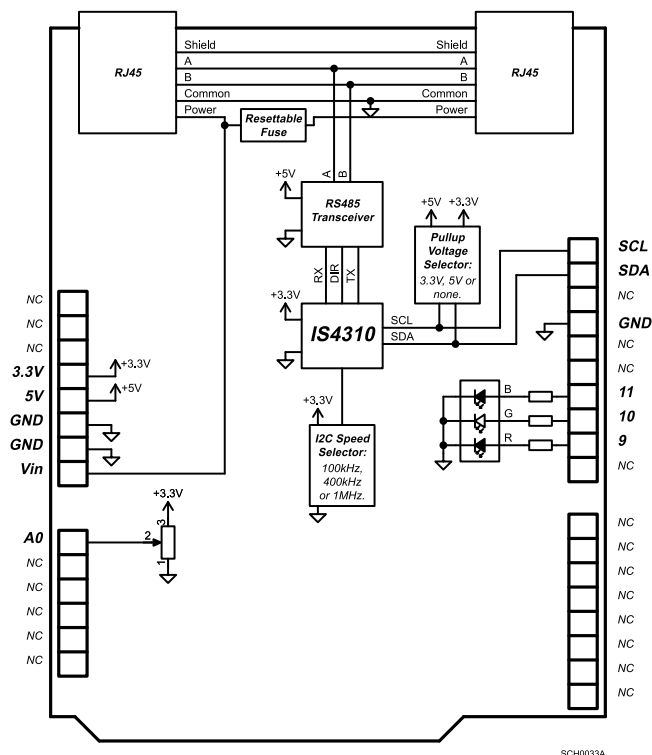 RJ45
Shield
A
B
Common
Power
Resettable
Fuse
Shield
A
B
Common
Power
RJ45
A
B
+5V
RS485
Transceiver
RX
DIR
TX
+3.3V
IS4310
SCL
SDA
+5V
+3.3V
Pullup
Voltage
Selector:
3.3V, 5V or
none.
+3.3V
I2C Speed
Selector:
100kHz,
400kHz
or 1MHz.
NC
NC
NC
3.3V
+3.3V
5V
+5V
GND
GND
Vin
A0
NC
NC
NC
NC
NC
+3.3V
3
2
1
SCL
SDA
NC
GND
NC
NC
11
10
9
NC
B
G
R
NC
NC
NC
NC
NC
NC
NC
NC
SCH0033A